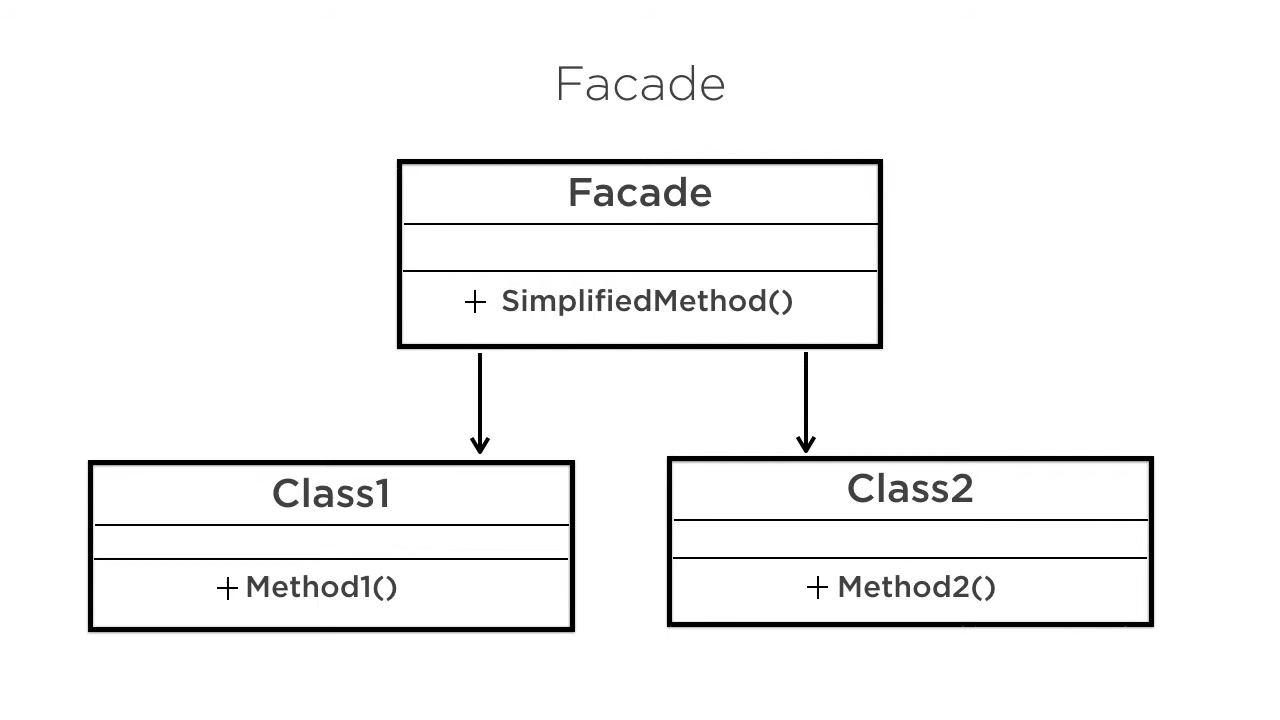 Facade
Facade
+ SimplifiedMethod()
Class1
+ Method1()
Class2
+ Method2()